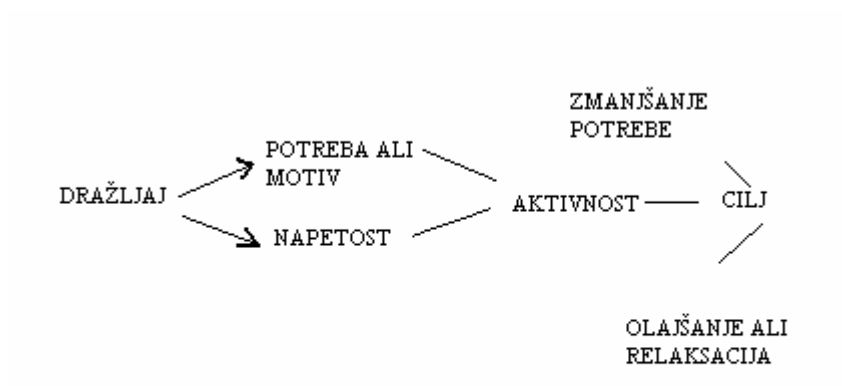 ZMANJŠANJE
POTREBE
POTREBA ALI
MOTIV
DRAŽLJAJ
AKTIVNOST
CILJ
NAPETOST
OLAJŠANJE ALI
RELAKSACIJA